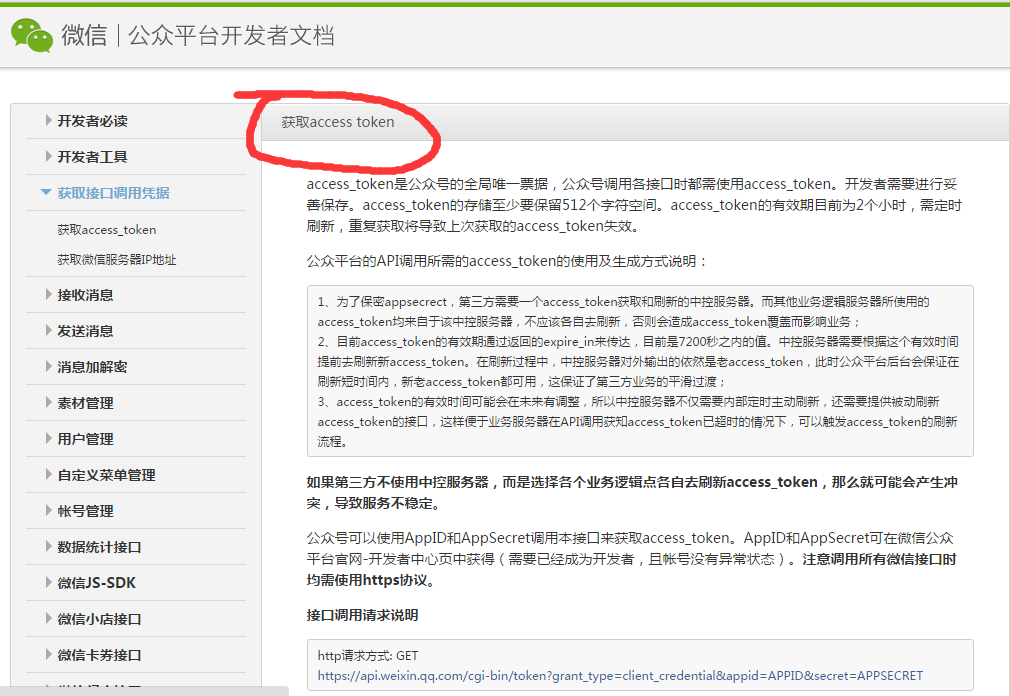 微信 | 公众平台开发者文档
开发者必读
开发者工具
获取接口调用凭据
获取access_token
获取微信服务器IP地址
接收消息
发送消息
消息加解密
素材管理
用户管理
自定义菜单管理
帐号管理
数据统计接口
微信JS-SDK
微信小店接口
微信卡券接口
获取access token
access_token是公众号的全局唯一票据，公众号调用各接口时都需使用access_token。开发者需要进行妥
善保存。access_token的存储至少要保留512个字符空间。access_token的有效期目前为2个小时，需定时
刷新，重复获取将导致上次获取的access_token失效。
公众平台的API调用所需的access_token的使用及生成方式说明：
1、为了保密appsecrect，第三方需要一个access_token获取和刷新的中控服务器。而其他业务逻辑服务器所使用的
access_token均来自于该中控服务器，不应该各自去刷新，否则会造成access_token覆盖而影响业务；
2、目前access_token的有效期通过返回的expire_in来传达，目前是7200秒之内的值。中控服务器需要根据这个有效时间
提前去刷新新access_token。在刷新过程中，中控服务器对外输出的依然是老access_token，此时公众平台后台会保证在
刷新短时间内，新老access_token都可用，这保证了第三方业务的平滑过渡；
3、access_token的有效时间可能会在未来有调整，所以中控服务器不仅需要内部定时主动刷新，还需要提供被动刷新
access_token的接口，这样便于业务服务器在API调用获知access_token已超时的情况下，可以触发access_token的刷新
流程。
如果第三方不使用中控服务器，而是选择各个业务逻辑点各自去刷新access_token，那么就可能会产生冲
突，导致服务不稳定。
公众号可以使用AppID和AppSecret调用本接口来获取access_token。AppID和AppSecret可在微信公众
平台官网-开发者中心页中获得（需要已经成为开发者，且帐号没有异常状态）。注意调用所有微信接口时
均需使用https协议。
接口调用请求说明
http请求方式: GET
https://api.weixin.qq.com/cgi-bin/token?grant_type=client_credential&appid=APPID&secret=APPSECRET